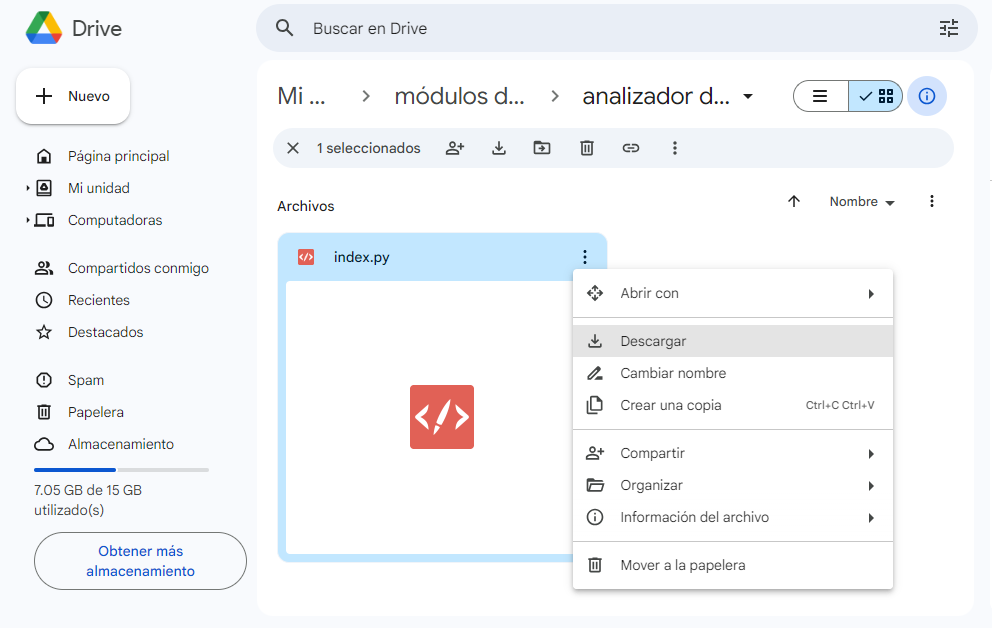 Drive
Buscar en Drive
Nuevo
Página principal
Mi unidad
Computadoras
Compartidos conmigo
Recientes
Destacados
Spam
Papelera
Almacenamiento
7.05 GB de 15 GB
utilizado(s)
Obtener más
almacenamiento
Mi ... > módulos d... > analizador d...
1 seleccionados
Archivos
Nombre
index.py
Abrir con
Descargar
Cambiar nombre
Crear una copia Ctrl+C Ctrl+V
Compartir
Organizar
Información del archivo
Mover a la papelera